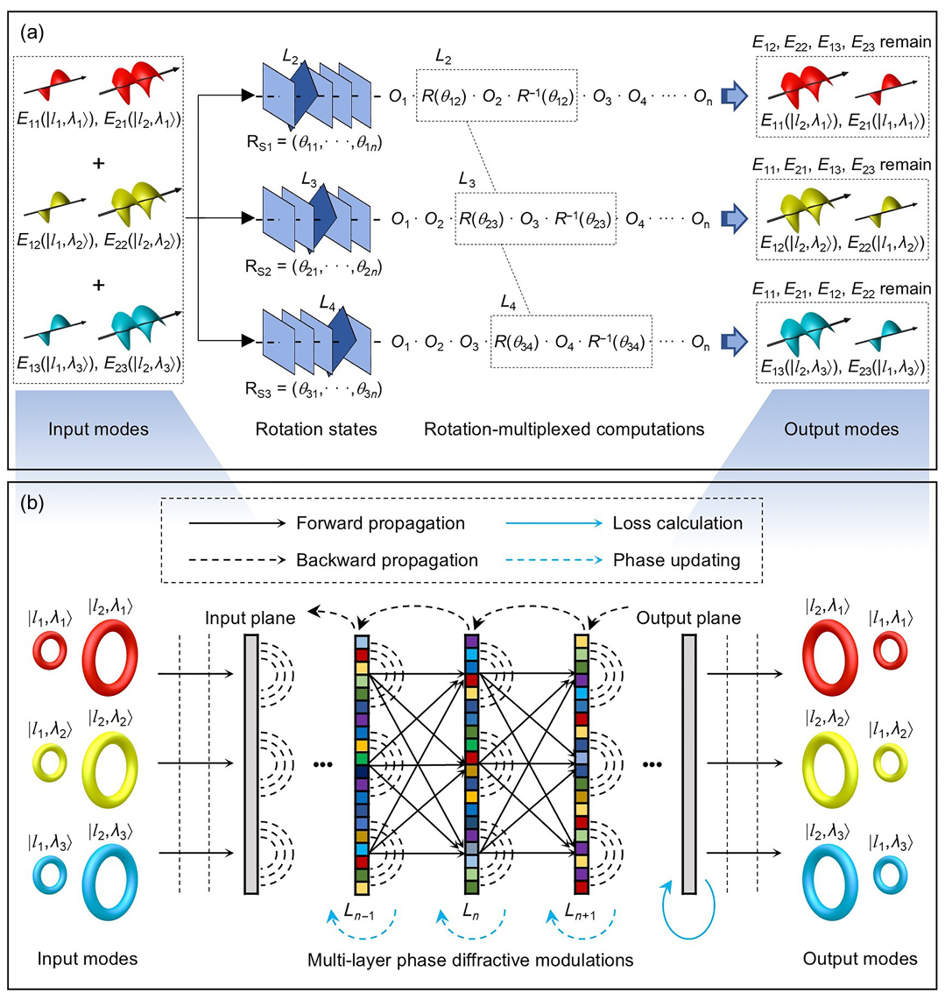 (a)
E12, E22, E13, E23 remain
L2
L2
O1 · R(θ12) · O2 · R−1(θ12) · O3 · O4 · ··· · On
E11(|l1,λ1⟩), E21(|l2,λ1⟩)
RS1 = (θ11,· · ·,θ1n)
E11(|l2,λ1⟩), E21(|l1,λ1⟩)
+
E11, E21, E13, E23 remain
L3
L3
O1 · O2 · R(θ23) · O3 · R−1(θ23) · O4 · ··· · On
E12(|l1,λ2⟩), E22(|l2,λ2⟩)
RS2 = (θ21,· · ·,θ2n)
E12(|l2,λ2⟩), E22(|l1,λ2⟩)
+
E11, E21, E12, E22 remain
L4
L4
O1 · O2 · O3 · R(θ34) · O4 · R−1(θ34) · ··· · On
E13(|l1,λ3⟩), E23(|l2,λ3⟩)
RS3 = (θ31,· · ·,θ3n)
E13(|l2,λ3⟩), E23(|l1,λ3⟩)
Input modes
Rotation states
Rotation-multiplexed computations
Output modes
(b)
Forward propagation
Loss calculation
Backward propagation
Phase updating
|l1,λ1⟩
|l2,λ1⟩
Input plane
Output plane
|l2,λ1⟩
|l1,λ1⟩
|l1,λ2⟩
|l2,λ2⟩
|l2,λ2⟩
|l1,λ2⟩
•••
•••
|l1,λ3⟩
|l2,λ3⟩
|l2,λ3⟩
|l1,λ3⟩
Ln−1
Ln
Ln+1
Input modes
Multi-layer phase diffractive modulations
Output modes